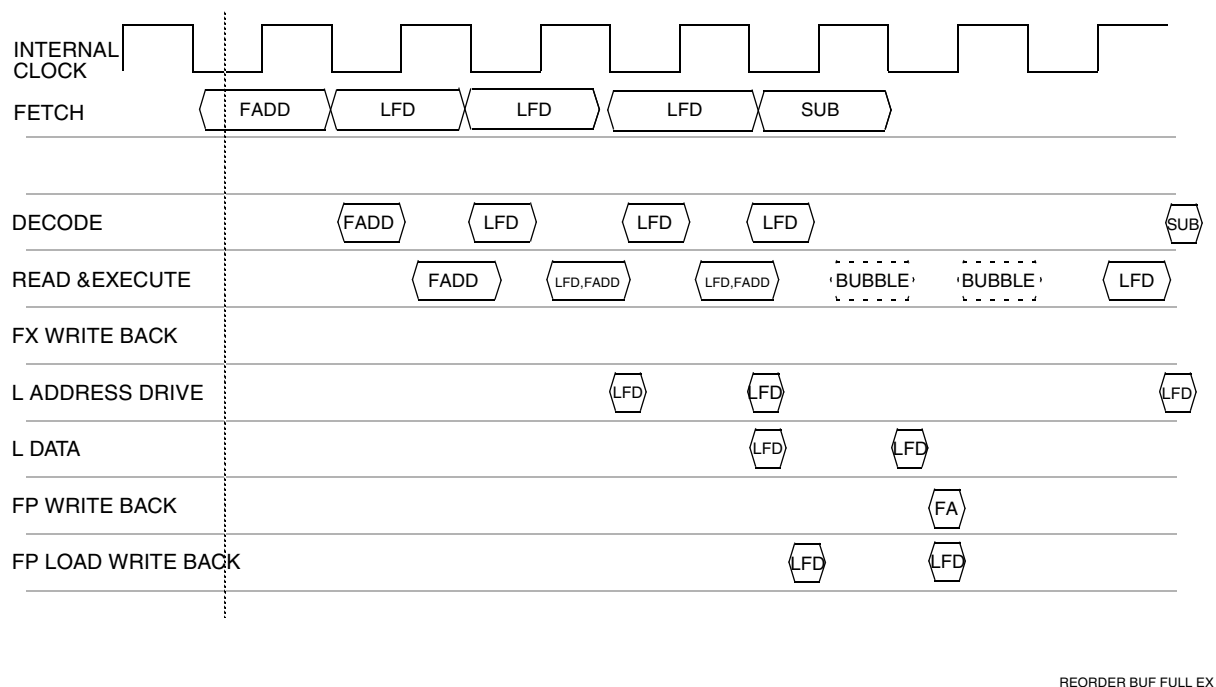 INTERNAL
CLOCK
FETCH FADD LFD LFD LFD SUB
DECODE FADD LFD LFD LFD SUB
READ &EXECUTE FADD LFD,FADD LFD,FADD BUBBLE BUBBLE LFD
FX WRITE BACK
L ADDRESS DRIVE LFD LFD LFD
L DATA LFD LFD
FP WRITE BACK FA
FP LOAD WRITE BACK LFD LFD
REORDER BUF FULL EX